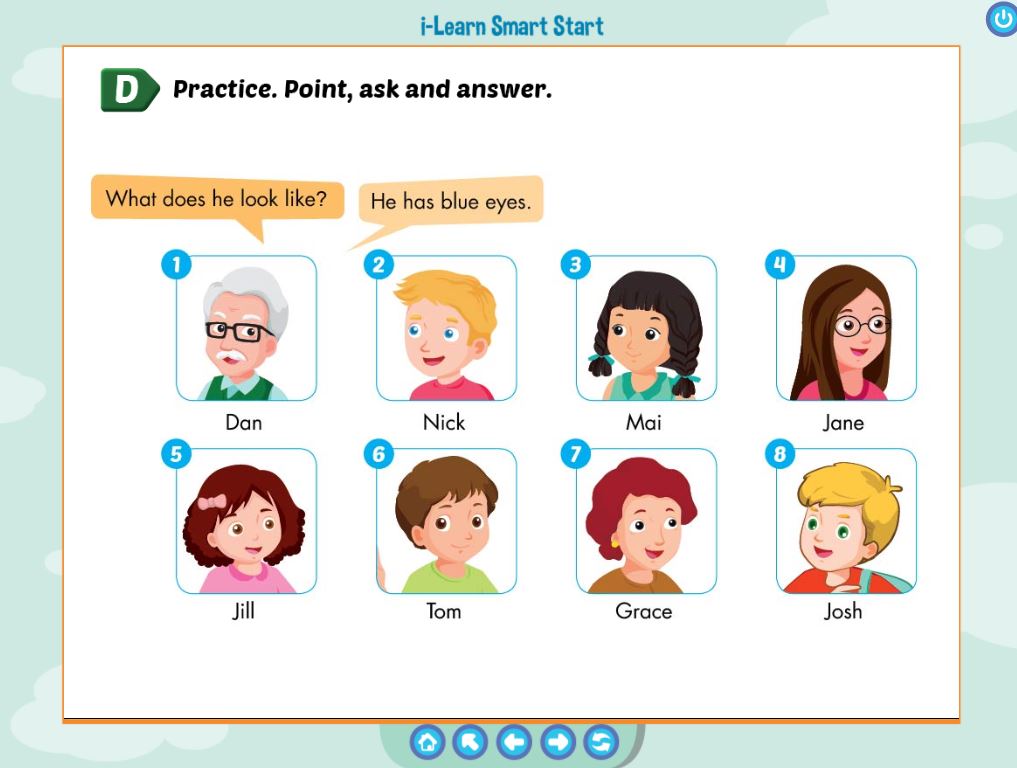 i-Learn Smart Start
D Practice. Point, ask and answer.
What does he look like?
He has blue eyes.
1
2
3
4
Dan
Nick
Mai
Jane
5
6
7
8
Jill
Tom
Grace
Josh